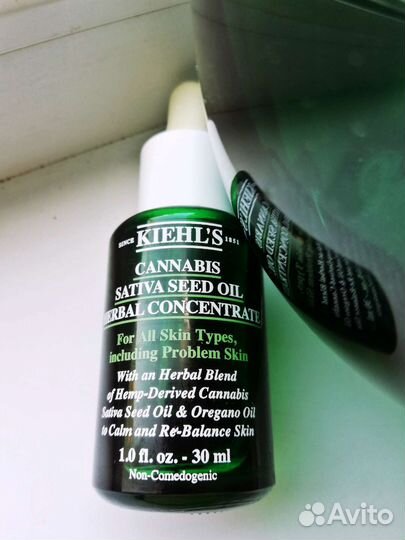 SINCE KIEHL'S 1851
CANNABIS
SATIVA SEED OIL
HERBAL CONCENTRATE
For All Skin Types,
including Problem Skin
With an Herbal Blend
of Hemp-Derived Cannabis
Sativa Seed Oil & Oregano Oil
to Calm and Re-Balance Skin
1.0 fl. oz. - 30 ml
Non-Comedogenic
Avito